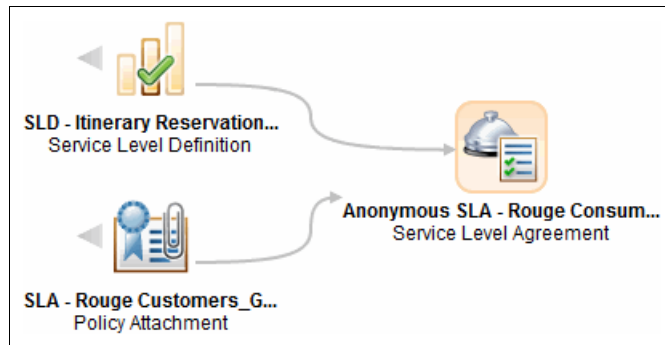 SLD - Itinerary Reservation...
Service Level Definition
Anonymous SLA - Rouge Consum...
Service Level Agreement
SLA - Rouge Customers_G...
Policy Attachment